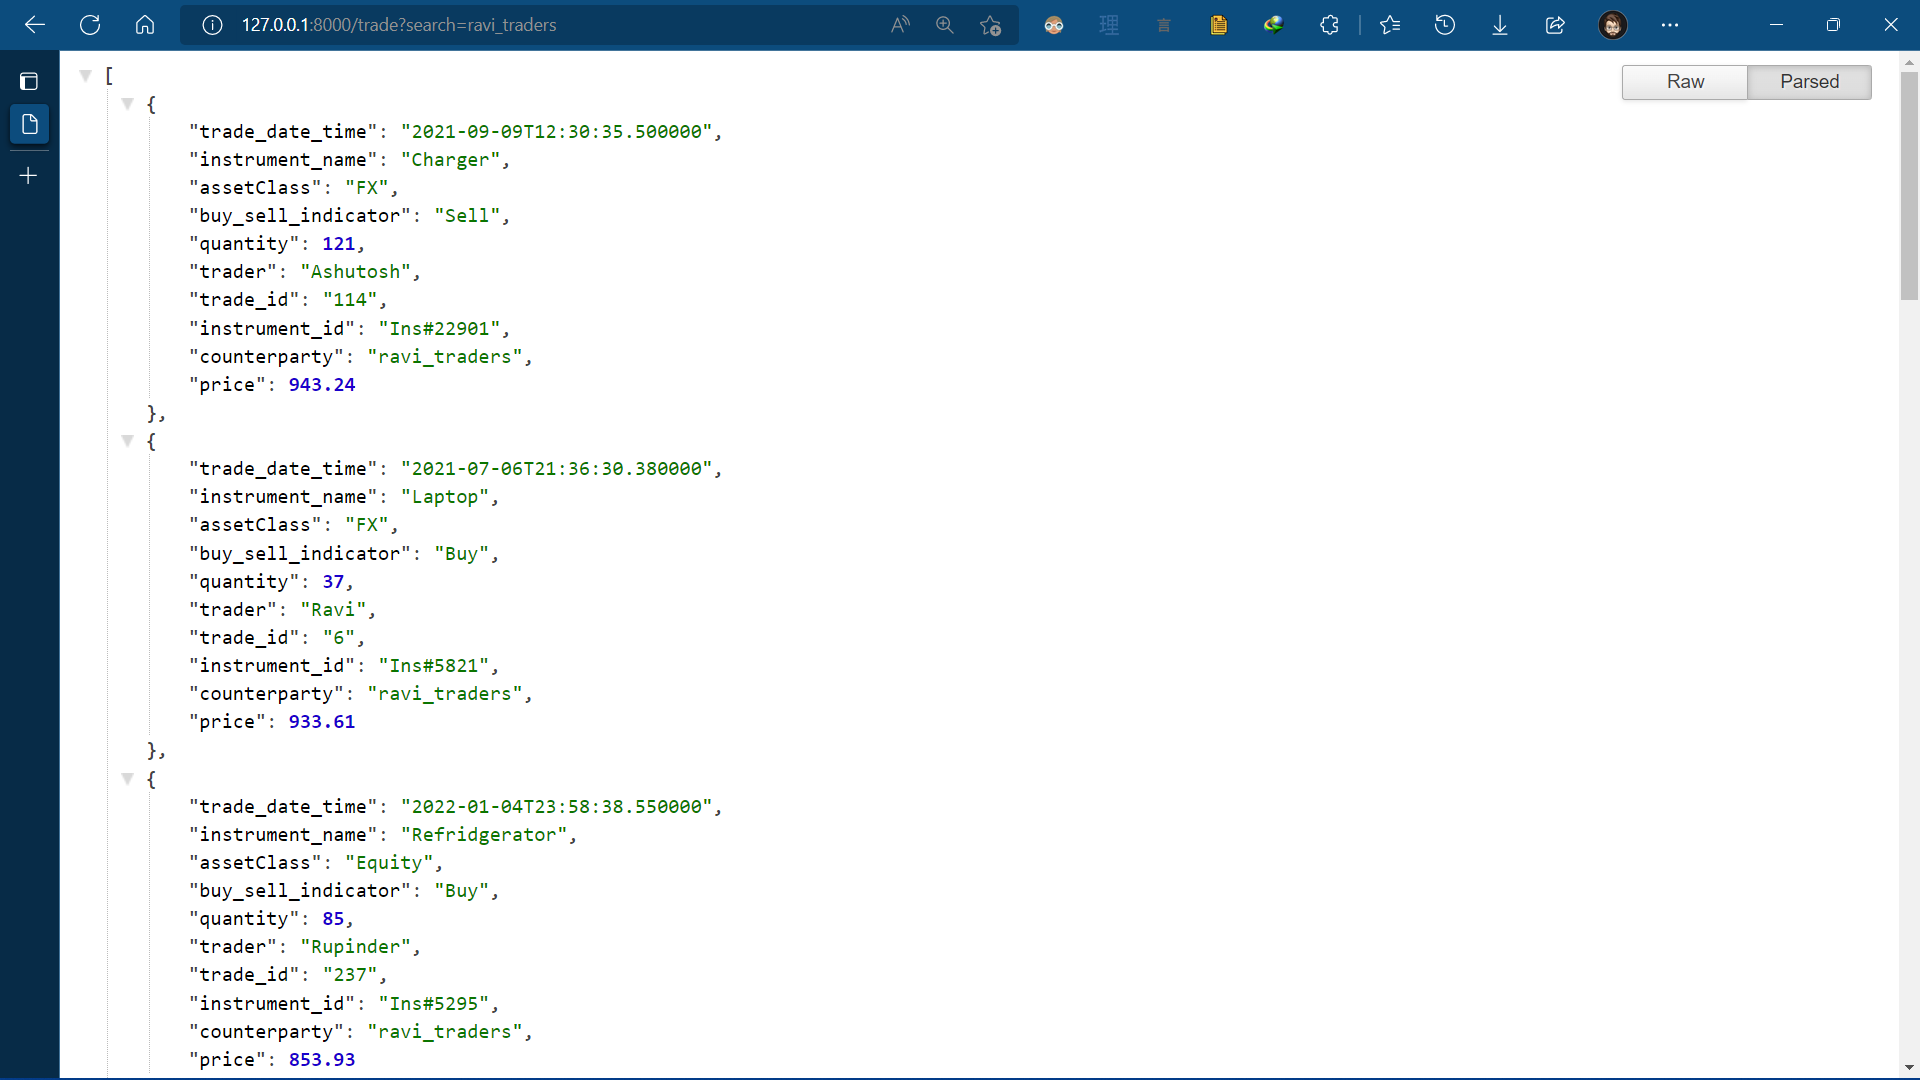 127.0.0.1:8000/trade?search=ravi_traders
理
言
Raw
Parsed
[
{
"trade_date_time": "2021-09-09T12:30:35.500000",
"instrument_name": "Charger",
"assetClass": "FX",
"buy_sell_indicator": "Sell",
"quantity": 121,
"trader": "Ashutosh",
"trade_id": "114",
"instrument_id": "Ins#22901",
"counterparty": "ravi_traders",
"price": 943.24
},
{
"trade_date_time": "2021-07-06T21:36:30.380000",
"instrument_name": "Laptop",
"assetClass": "FX",
"buy_sell_indicator": "Buy",
"quantity": 37,
"trader": "Ravi",
"trade_id": "6",
"instrument_id": "Ins#5821",
"counterparty": "ravi_traders",
"price": 933.61
},
{
"trade_date_time": "2022-01-04T23:58:38.550000",
"instrument_name": "Refridgerator",
"assetClass": "Equity",
"buy_sell_indicator": "Buy",
"quantity": 85,
"trader": "Rupinder",
"trade_id": "237",
"instrument_id": "Ins#5295",
"counterparty": "ravi_traders",
"price": 853.93